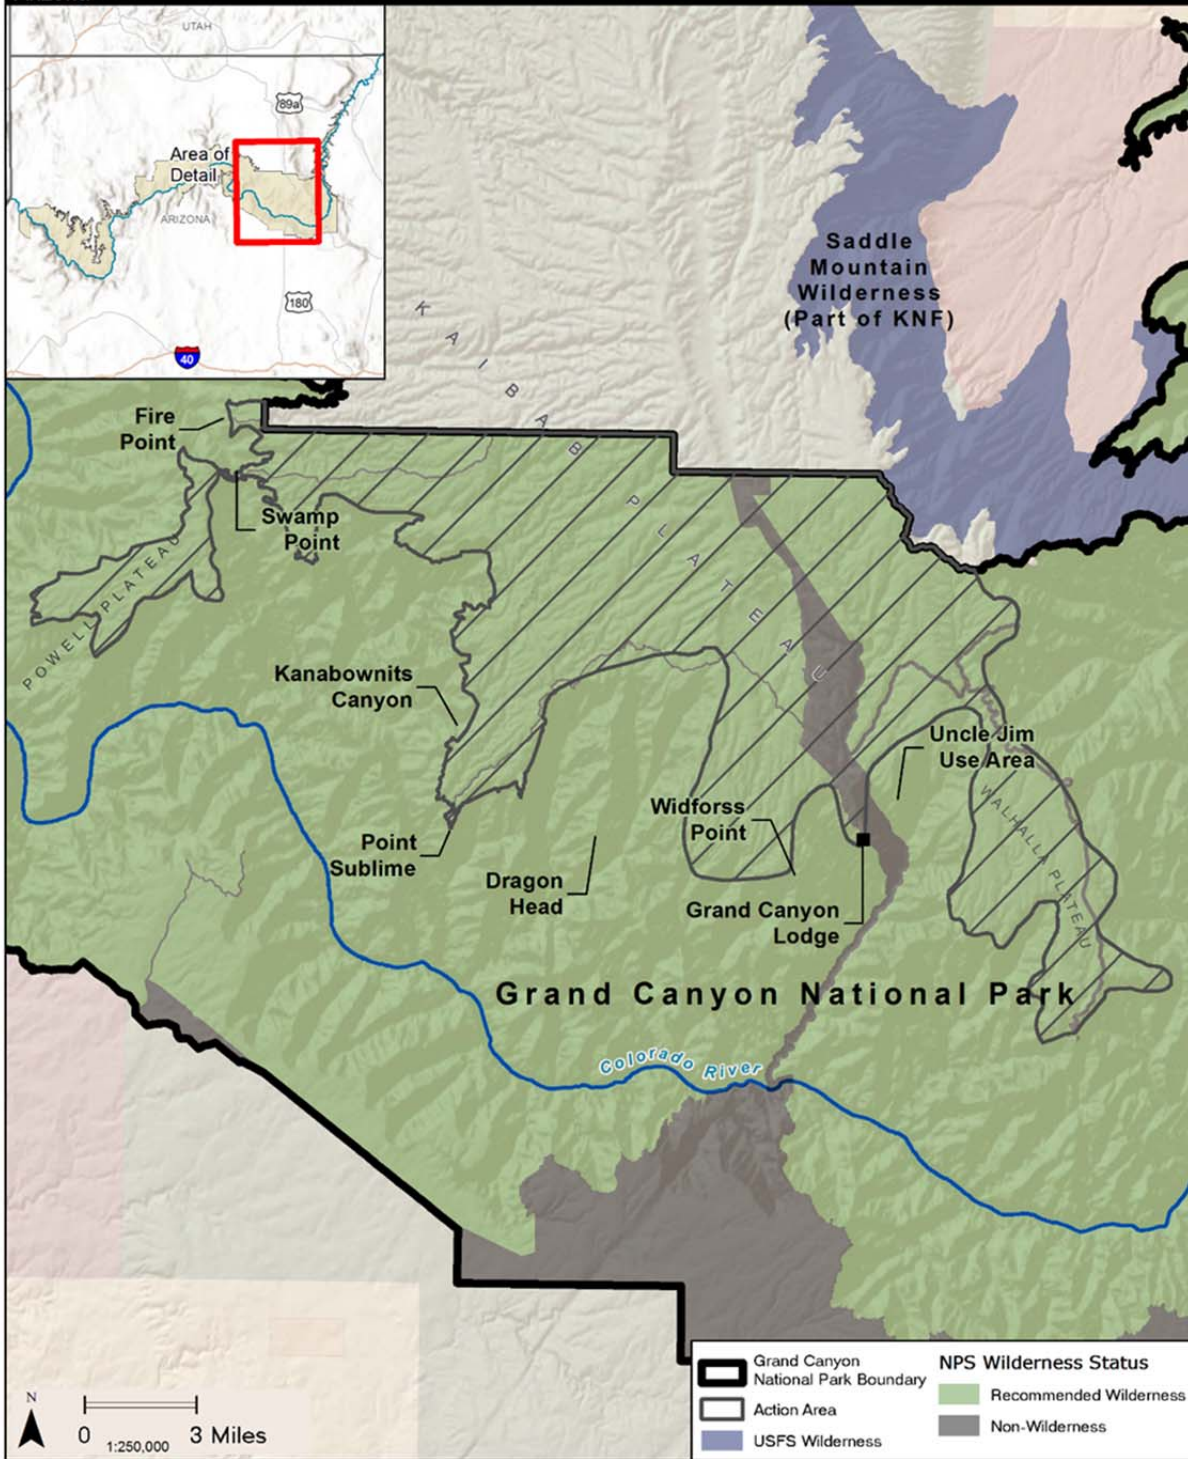 UTAH
89a
Area of
Detail
ARIZONA
180
40
Saddle
Mountain
Wilderness
(Part of KNF)
KAIBAB PLATEAU
Fire
Point
Swamp
Point
POWELL PLATEAU
Kanabownits
Canyon
Uncle Jim
Use Area
WALHALLA PLATEAU
Widforss
Point
Point
Sublime
Dragon
Head
Grand Canyon
Lodge
Grand Canyon National Park
Colorado River
N
0 3 Miles
1:250,000
Grand Canyon
National Park Boundary
Action Area
USFS Wilderness
NPS Wilderness Status
Recommended Wilderness
Non-Wilderness